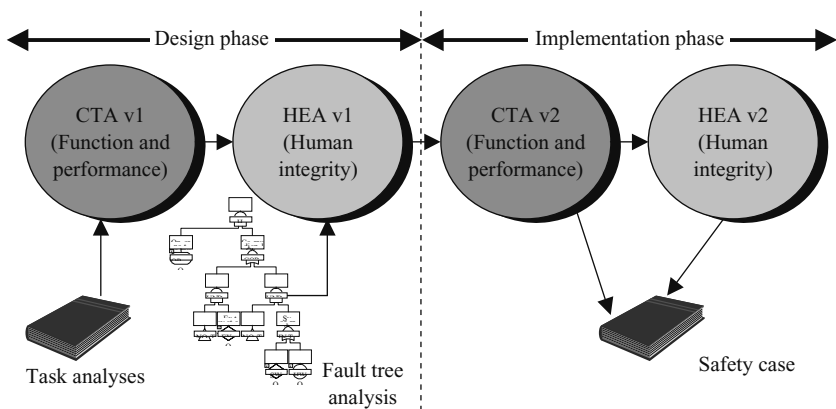 Design phase
Implementation phase
CTA v1
(Function and
performance)
HEA v1
(Human
integrity)
CTA v2
(Function and
performance)
HEA v2
(Human
integrity)
Task analyses
Fault tree
analysis
Safety case